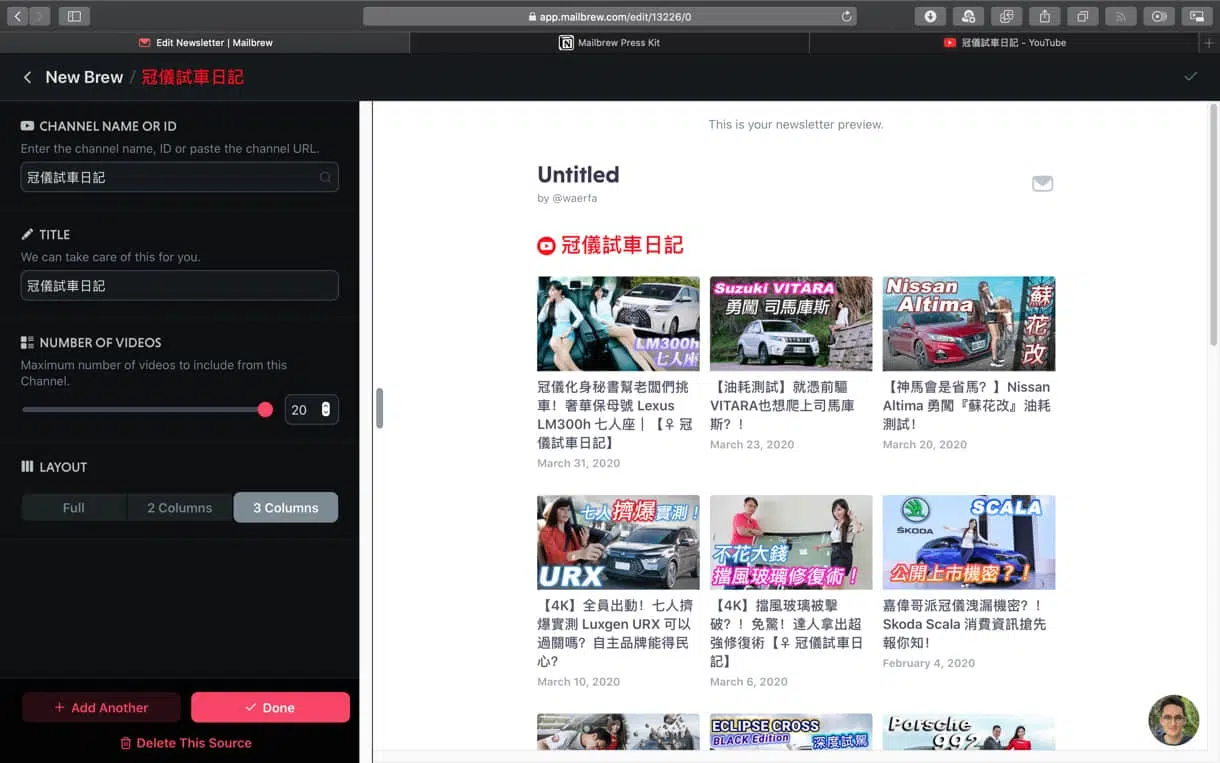 app.mailbrew.com/edit/13226/0
Edit Newsletter | Mailbrew
Mailbrew Press Kit
冠儀試車日記 - YouTube
New Brew / 冠儀試車日記
CHANNEL NAME OR ID
Enter the channel name, ID or paste the channel URL.
冠儀試車日記
TITLE
We can take care of this for you.
冠儀試車日記
NUMBER OF VIDEOS
Maximum number of videos to include from this
Channel.
20
LAYOUT
Full
2 Columns
3 Columns
+ Add Another
Done
Delete This Source
This is your newsletter preview.
Untitled
by @waerfa
冠儀試車日記
LM300h
七人座
冠儀化身秘書幫老闆們挑
車！奢華保母號 Lexus
LM300h 七人座｜【♀ 冠
儀試車日記】
March 31, 2020
Suzuki VITARA
勇闖 司馬庫斯
【油耗測試】就憑前驅
VITARA也想爬上司馬庫
斯？！
March 23, 2020
Nissan
Altima
蘇花改
【神馬會是省馬？】Nissan
Altima 勇闖『蘇花改』油耗
測試！
March 20, 2020
七人擠爆實測！
URX
【4K】全員出動！七人擠
爆實測 Luxgen URX 可以
過關嗎？自主品牌能得民
心？
March 10, 2020
不花大錢
擋風玻璃修復術！
【4K】擋風玻璃被擊
破？！免驚！達人拿出超
強修復術【♀ 冠儀試車日
記】
March 6, 2020
SCALA
ŠKODA
公開上市機密？！
嘉偉哥派冠儀洩漏機密？！
Skoda Scala 消費資訊搶先
報你知！
February 4, 2020
ECLIPSE CROSS
BLACK Edition
深度試駕
Porsche
992